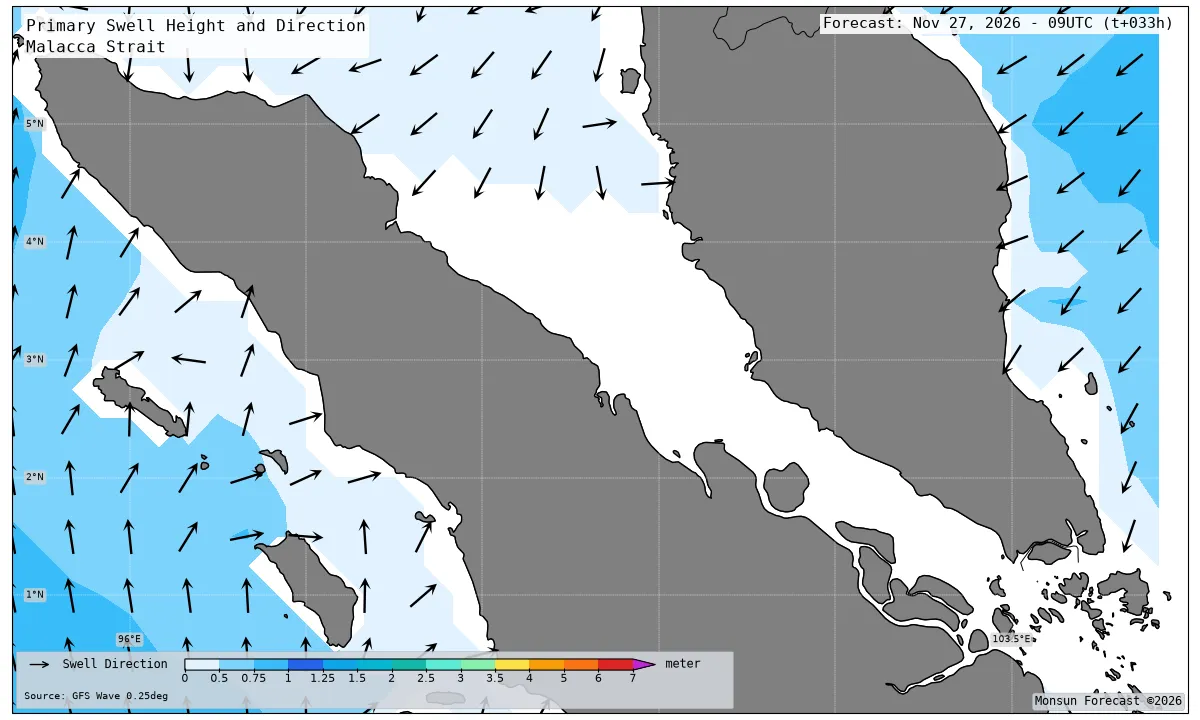 Primary Swell Height and Direction
Malacca Strait
Forecast: Nov 27, 2026 - 09UTC (t+033h)
5°N
4°N
3°N
2°N
1°N
96°E
103.5°E
Swell Direction
0 0.5 0.75 1 1.25 1.5 2 2.5 3 3.5 4 5 6 7
meter
Source: GFS Wave 0.25deg
Monsun Forecast ©2026